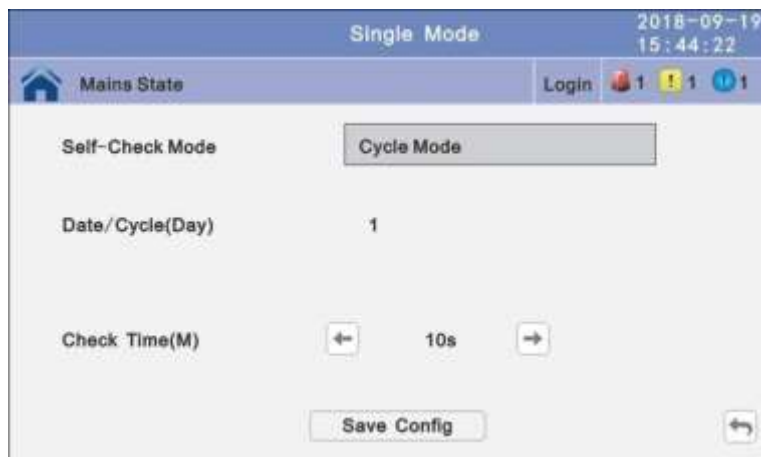 Single Mode
2018-09-19
15:44:22
Mains State
Login
1
! 1
1
Self-Check Mode
Cycle Mode
Date/Cycle(Day)
1
Check Time(M)
10s
Save Config